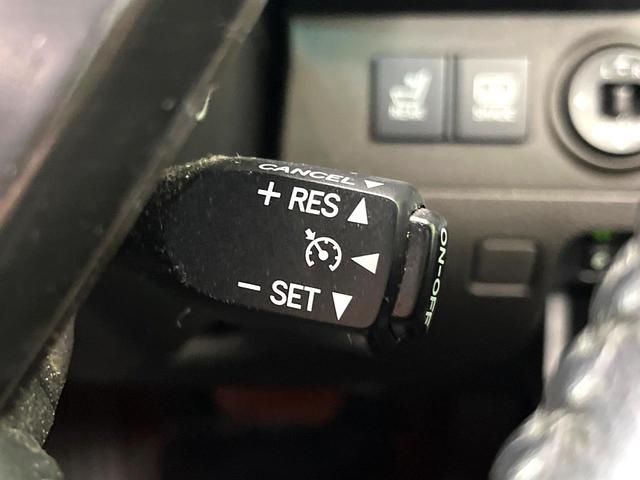 CANCEL ▼
+ RES ▲
◀
− SET ▼
ON-OFF